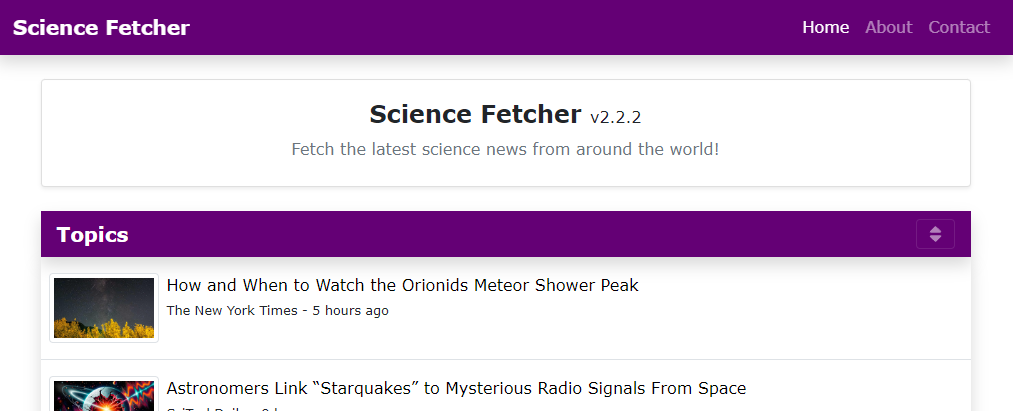 Science Fetcher
Home About Contact
Science Fetcher v2.2.2
Fetch the latest science news from around the world!
Topics
How and When to Watch the Orionids Meteor Shower Peak
The New York Times - 5 hours ago
Astronomers Link “Starquakes” to Mysterious Radio Signals From Space